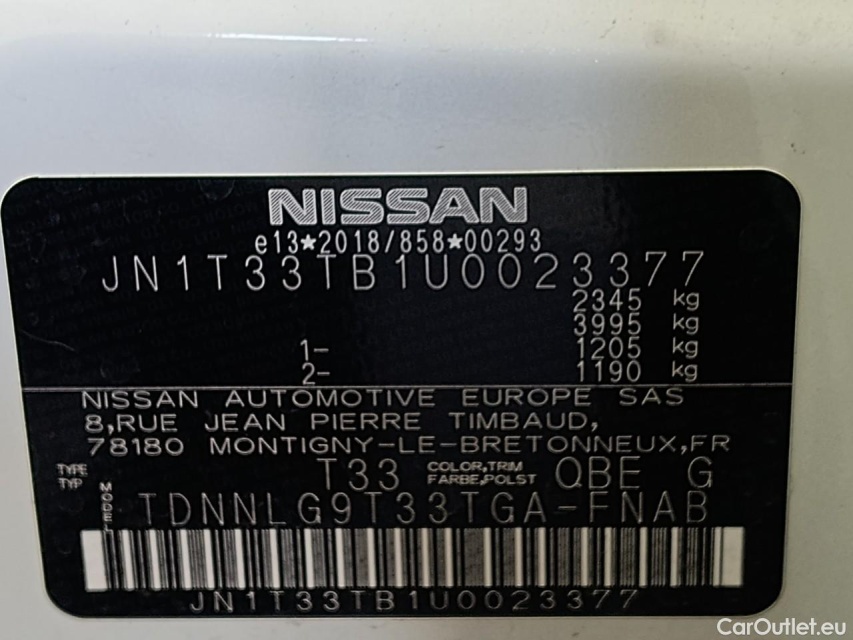 NISSAN
e13★2018/858★00293
JN1T33TB1U0023377
2345 kg
3995 kg
1- 1205 kg
2- 1190 kg
NISSAN AUTOMOTIVE EUROPE SAS
8,RUE JEAN PIERRE TIMBAUD,
78180 MONTIGNY-LE-BRETONNEUX,FR
TYPE TYP T33 COLOR,TRIM FARBE,POLST QBE G
MODEL TDNNLG9T33TGA-FNAB
JN1T33TB1U0023377
CarOutlet.eu